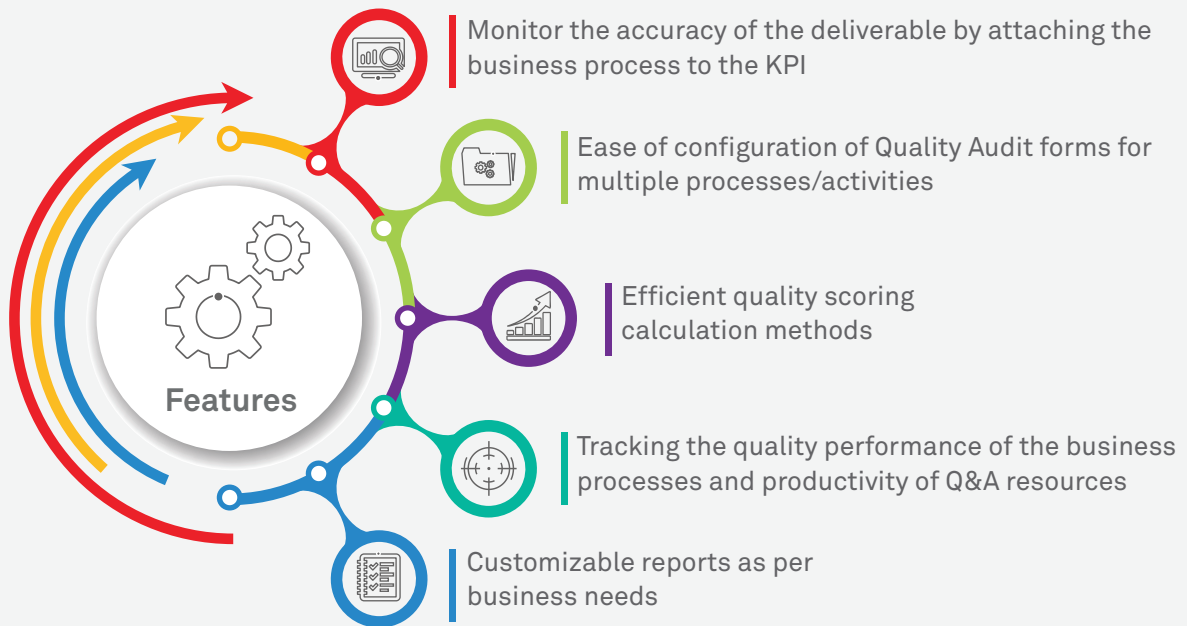 Monitor the accuracy of the deliverable by attaching the
business process to the KPI
Ease of configuration of Quality Audit forms for
multiple processes/activities
Efficient quality scoring
calculation methods
Features
Tracking the quality performance of the business
processes and productivity of Q&A resources
Customizable reports as per
business needs